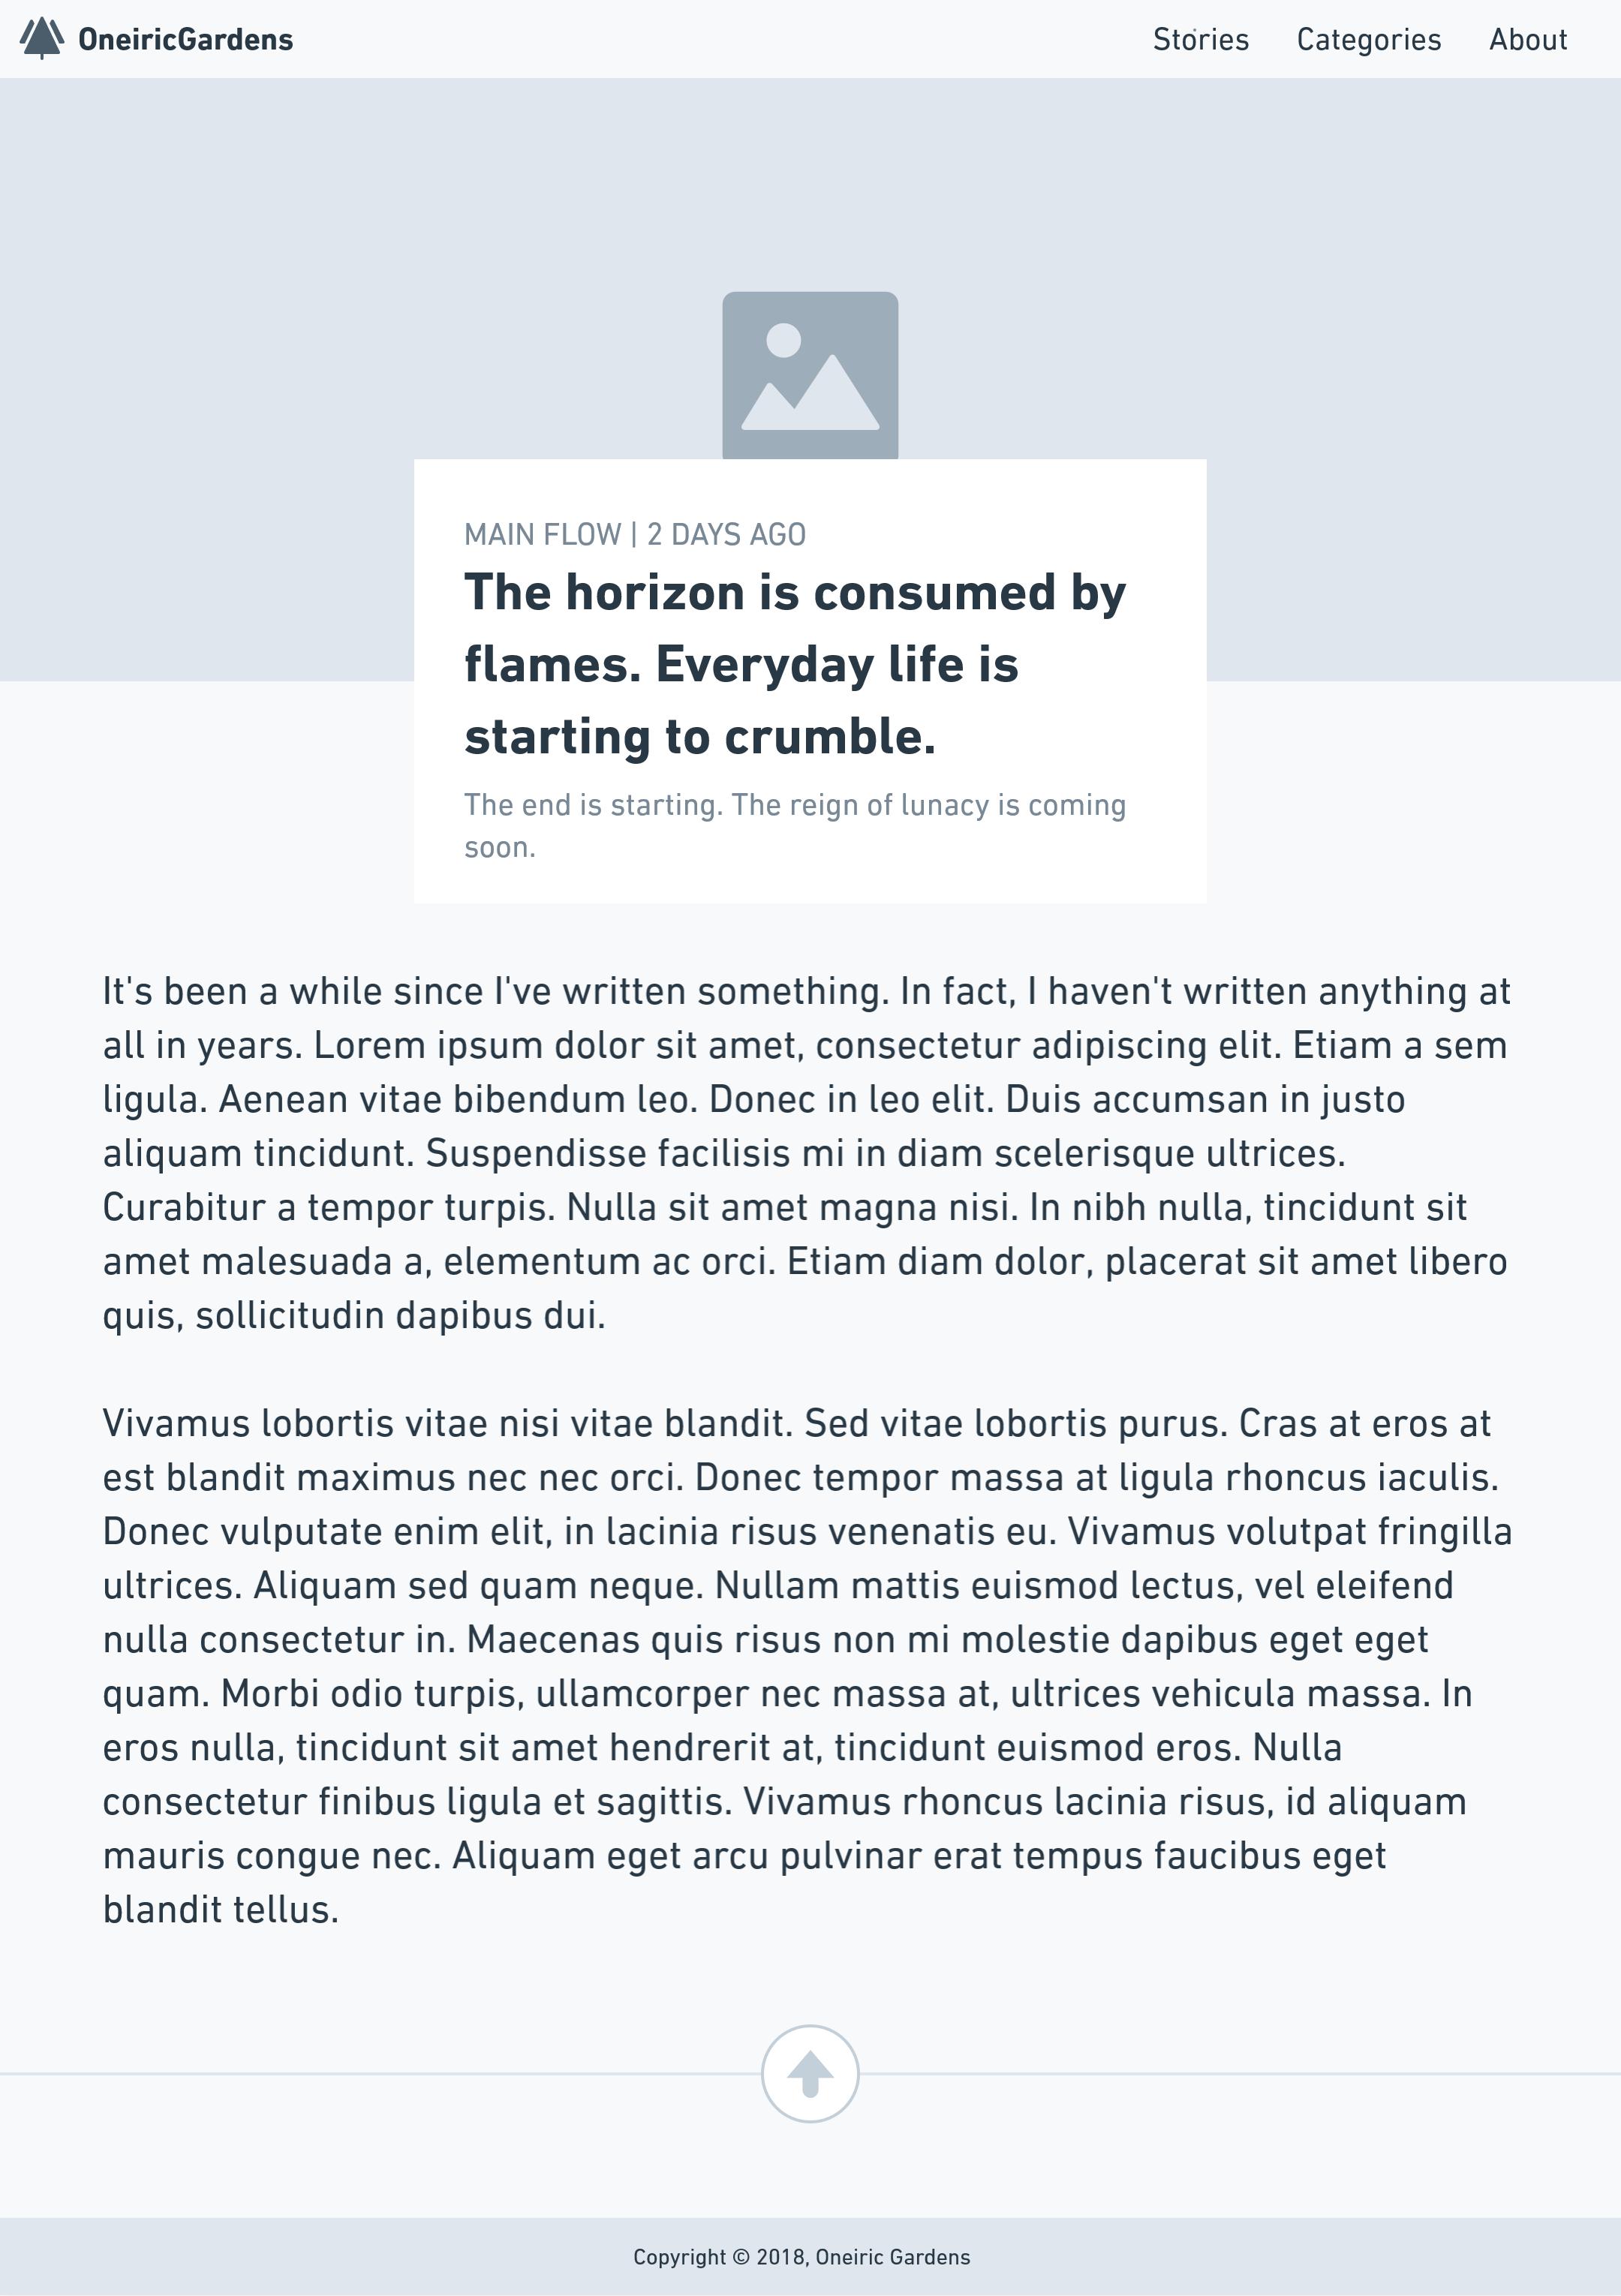 OneiricGardens
Stories
Categories
About
MAIN FLOW | 2 DAYS AGO
The horizon is consumed by
flames. Everyday life is
starting to crumble.
The end is starting. The reign of lunacy is coming
soon.
It's been a while since I've written something. In fact, I haven't written anything at
all in years. Lorem ipsum dolor sit amet, consectetur adipiscing elit. Etiam a sem
ligula. Aenean vitae bibendum leo. Donec in leo elit. Duis accumsan in justo
aliquam tincidunt. Suspendisse facilisis mi in diam scelerisque ultrices.
Curabitur a tempor turpis. Nulla sit amet magna nisi. In nibh nulla, tincidunt sit
amet malesuada a, elementum ac orci. Etiam diam dolor, placerat sit amet libero
quis, sollicitudin dapibus dui.
Vivamus lobortis vitae nisi vitae blandit. Sed vitae lobortis purus. Cras at eros at
est blandit maximus nec nec orci. Donec tempor massa at ligula rhoncus iaculis.
Donec vulputate enim elit, in lacinia risus venenatis eu. Vivamus volutpat fringilla
ultrices. Aliquam sed quam neque. Nullam mattis euismod lectus, vel eleifend
nulla consectetur in. Maecenas quis risus non mi molestie dapibus eget eget
quam. Morbi odio turpis, ullamcorper nec massa at, ultrices vehicula massa. In
eros nulla, tincidunt sit amet hendrerit at, tincidunt euismod eros. Nulla
consectetur finibus ligula et sagittis. Vivamus rhoncus lacinia risus, id aliquam
mauris congue nec. Aliquam eget arcu pulvinar erat tempus faucibus eget
blandit tellus.
Copyright © 2018, Oneiric Gardens